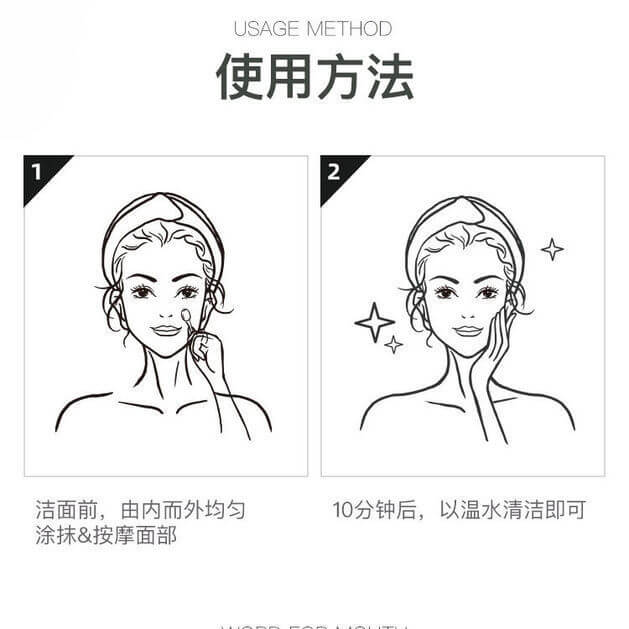 USAGE METHOD
使用方法
1
2
洁面前，由内而外均匀
涂抹&按摩面部
10分钟后，以温水清洁即可